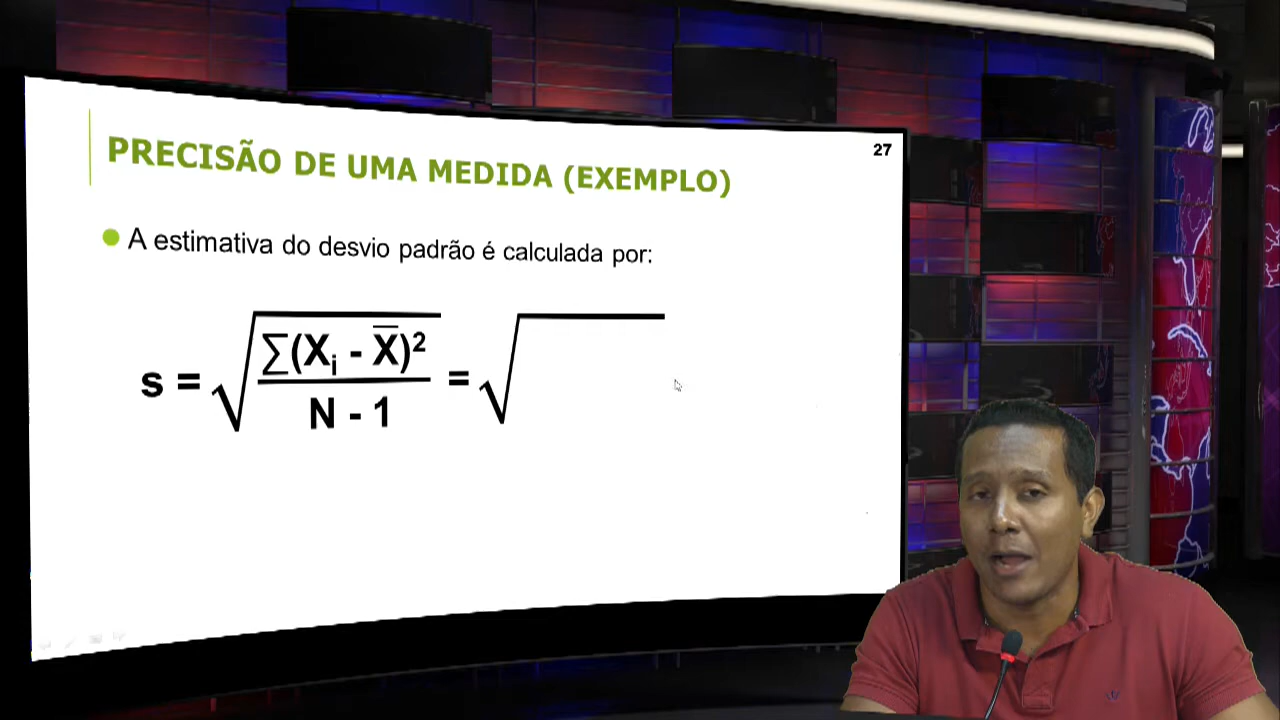 27
PRECISÃO DE UMA MEDIDA (EXEMPLO)
A estimativa do desvio padrão é calculada por:
s = √(∑(Xᵢ - X̅)² / (N - 1)) = √